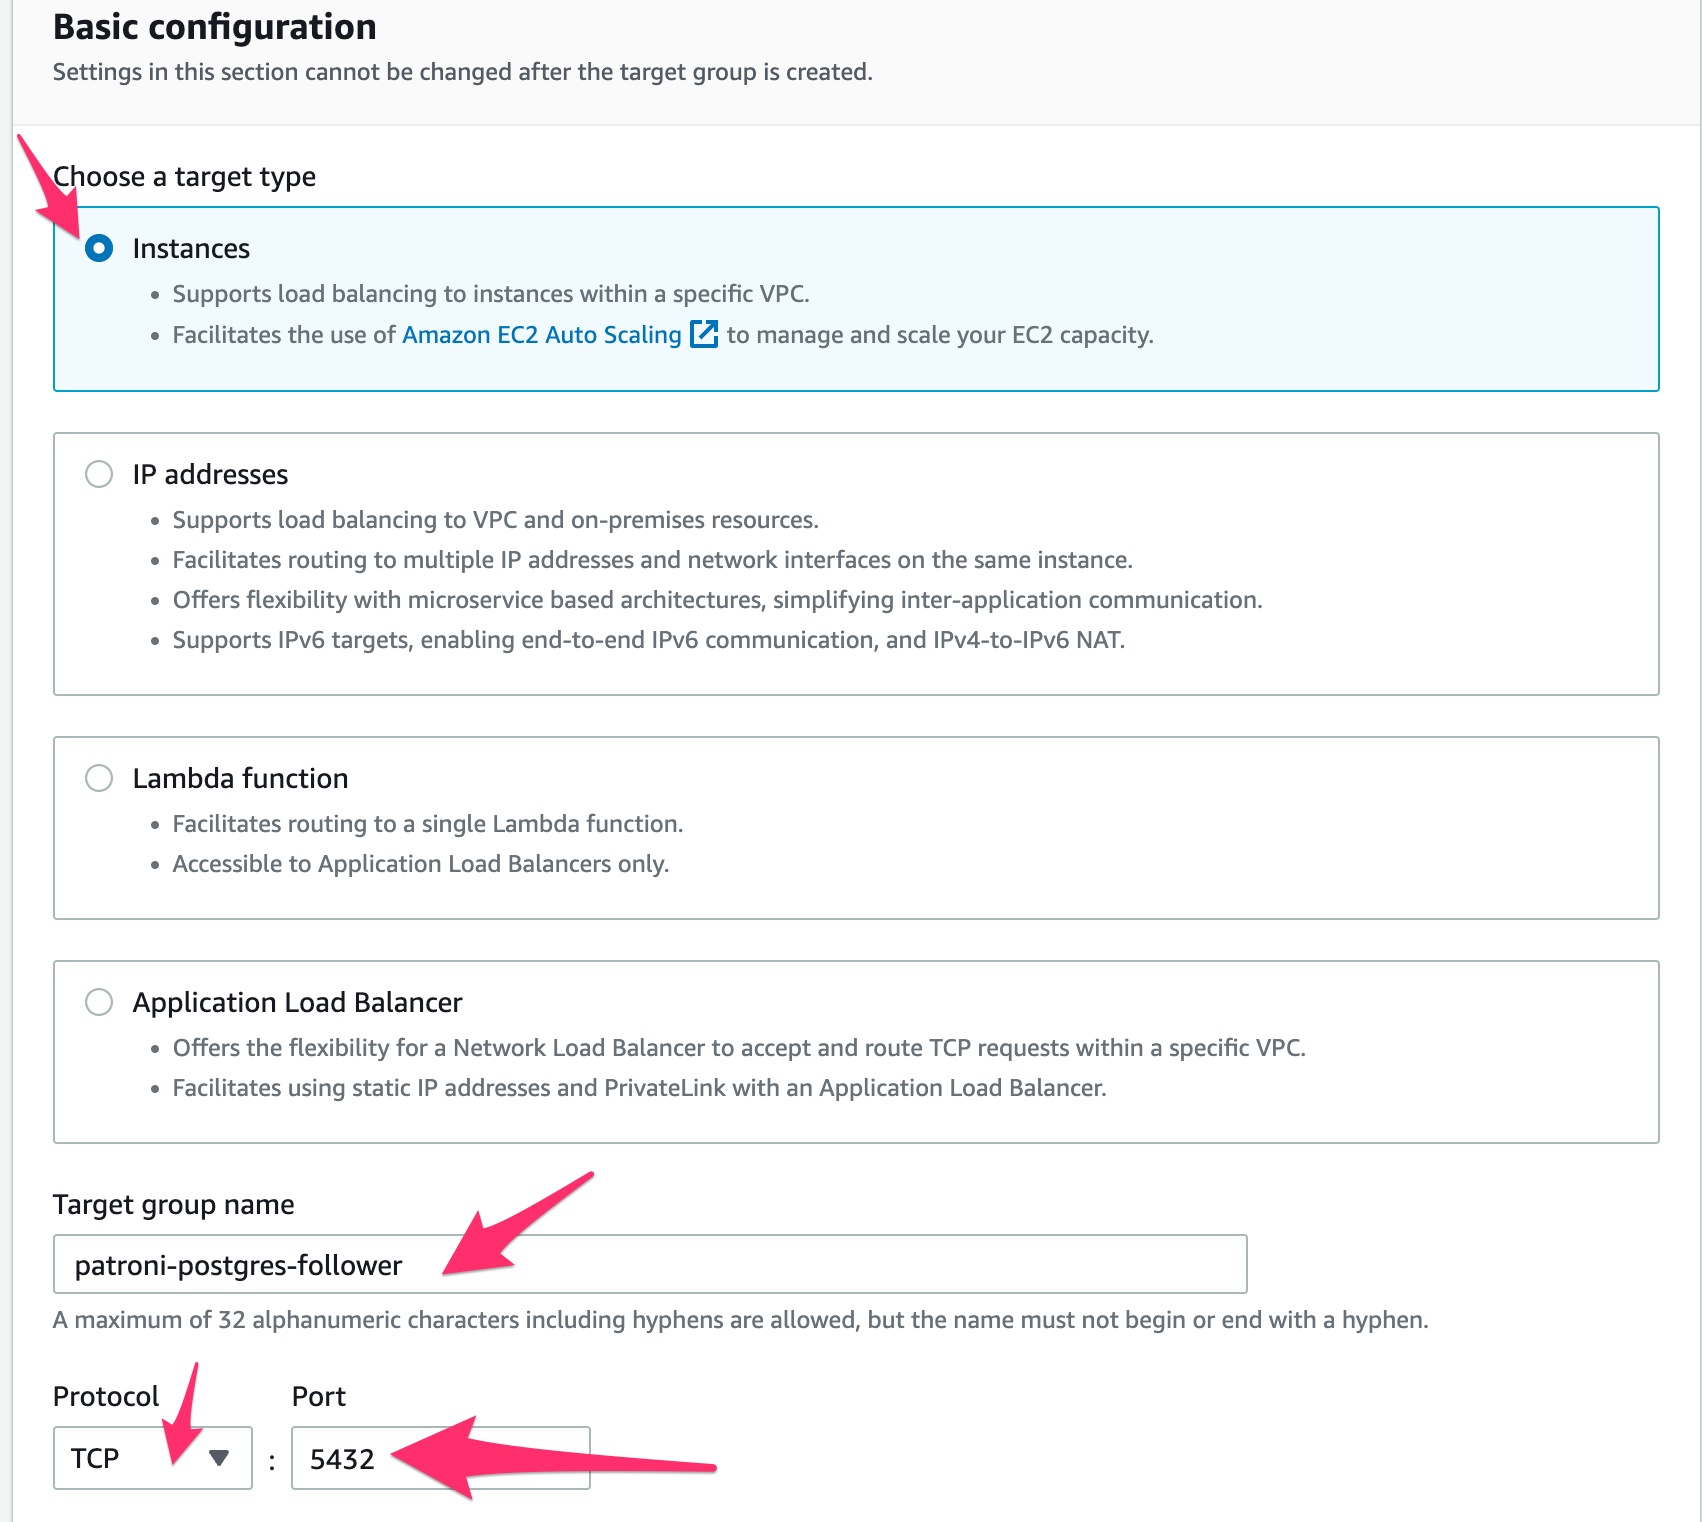 Basic configuration
Settings in this section cannot be changed after the target group is created.
Choose a target type
Instances
• Supports load balancing to instances within a specific VPC.
• Facilitates the use of Amazon EC2 Auto Scaling to manage and scale your EC2 capacity.
IP addresses
• Supports load balancing to VPC and on-premises resources.
• Facilitates routing to multiple IP addresses and network interfaces on the same instance.
• Offers flexibility with microservice based architectures, simplifying inter-application communication.
• Supports IPv6 targets, enabling end-to-end IPv6 communication, and IPv4-to-IPv6 NAT.
Lambda function
• Facilitates routing to a single Lambda function.
• Accessible to Application Load Balancers only.
Application Load Balancer
• Offers the flexibility for a Network Load Balancer to accept and route TCP requests within a specific VPC.
• Facilitates using static IP addresses and PrivateLink with an Application Load Balancer.
Target group name
patroni-postgres-follower
A maximum of 32 alphanumeric characters including hyphens are allowed, but the name must not begin or end with a hyphen.
Protocol Port
TCP : 5432